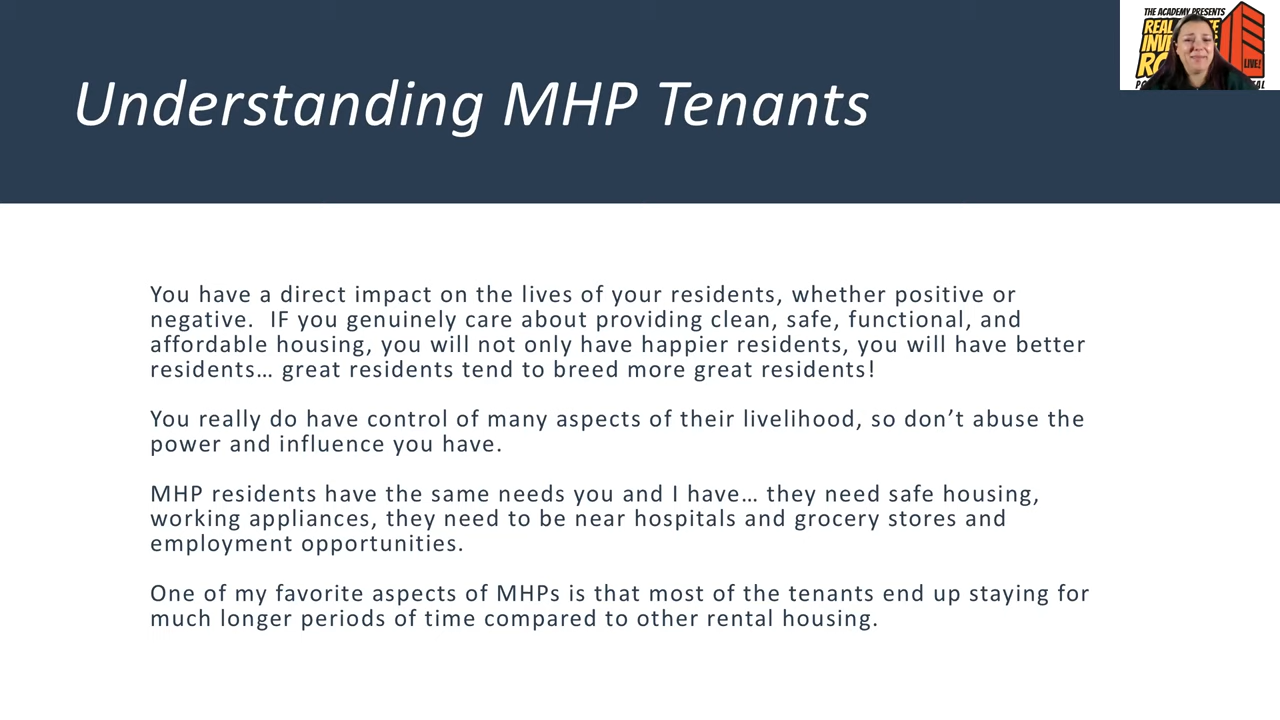 THE ACADEMY PRESENTS
REAL
INV
RO
LIVE!
Understanding MHP Tenants
You have a direct impact on the lives of your residents, whether positive or
negative.  IF you genuinely care about providing clean, safe, functional, and
affordable housing, you will not only have happier residents, you will have better
residents… great residents tend to breed more great residents!
You really do have control of many aspects of their livelihood, so don’t abuse the
power and influence you have.
MHP residents have the same needs you and I have… they need safe housing,
working appliances, they need to be near hospitals and grocery stores and
employment opportunities.
One of my favorite aspects of MHPs is that most of the tenants end up staying for
much longer periods of time compared to other rental housing.